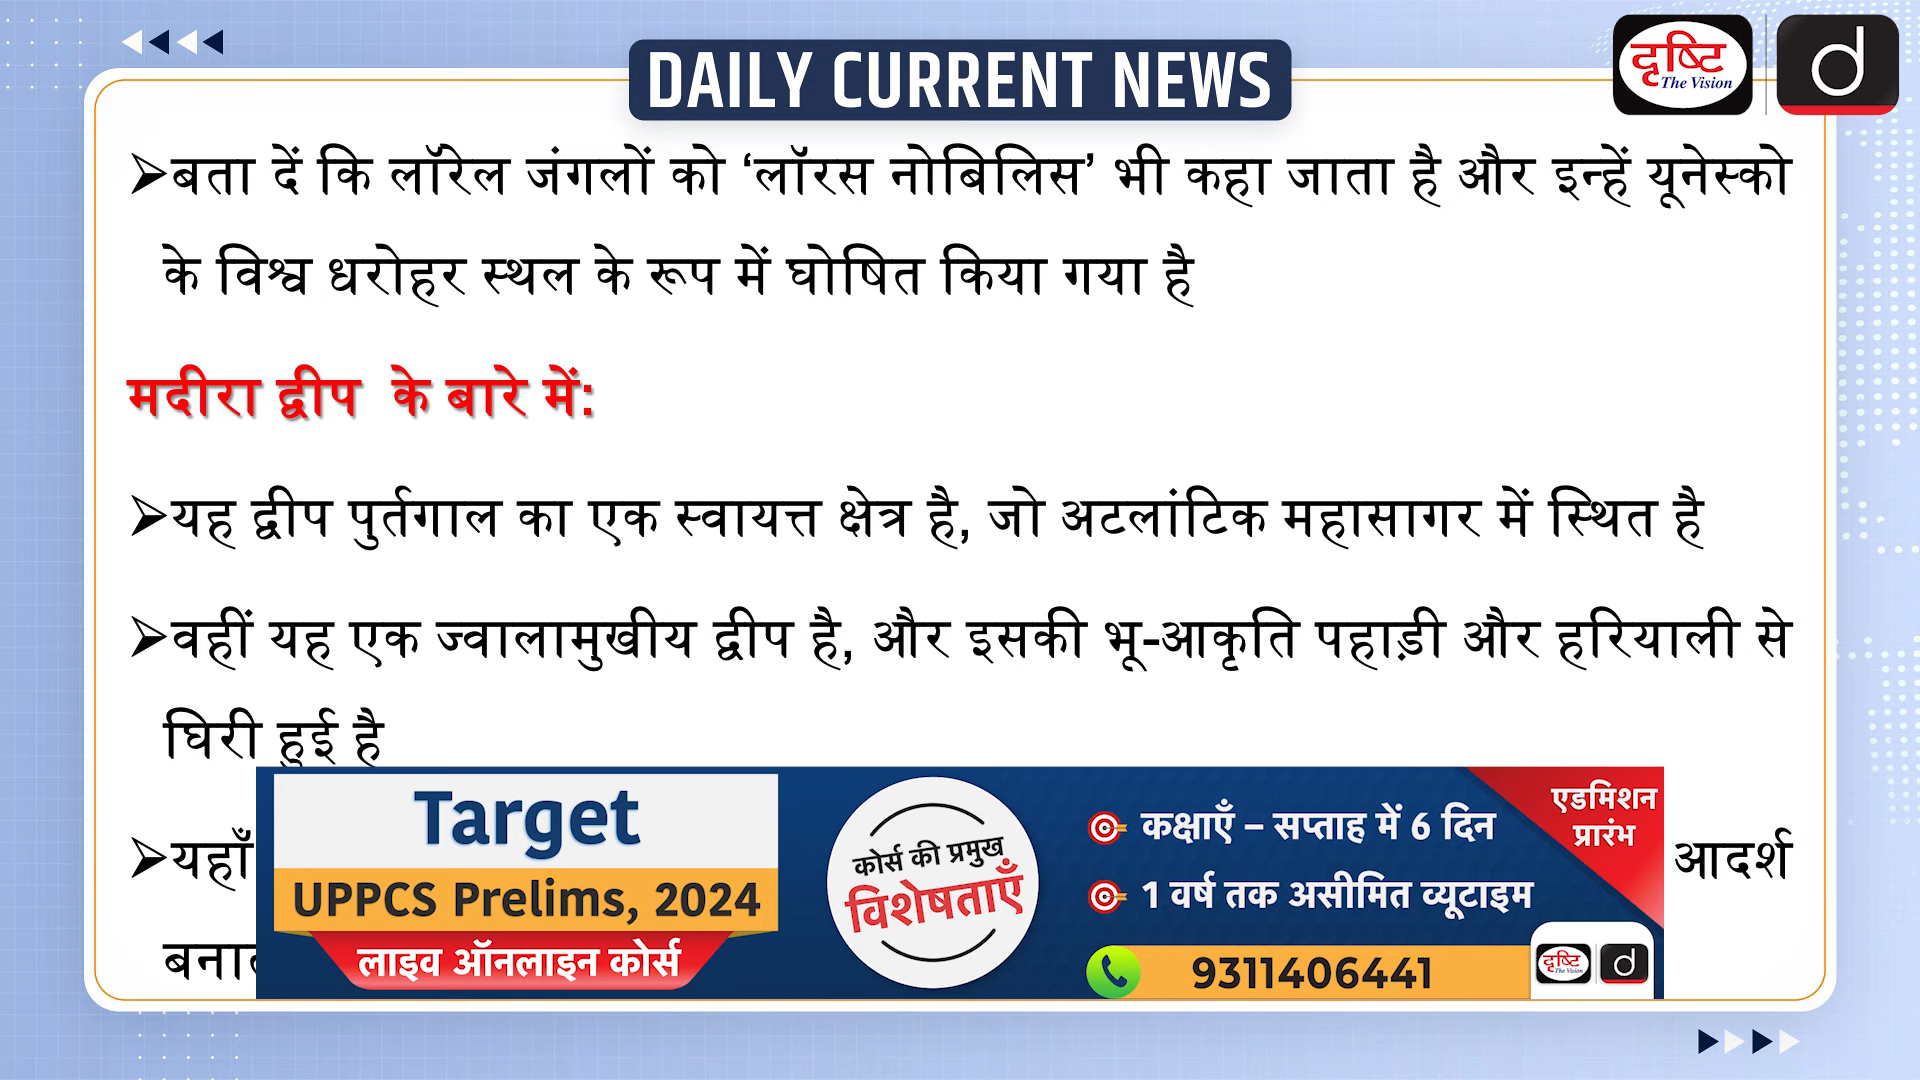 DAILY CURRENT NEWS
दृष्टि
The Vision
d
➢बता दें कि लॉरेल जंगलों को ‘लॉरस नोबिलिस’ भी कहा जाता है और इन्हें यूनेस्को
के विश्व धरोहर स्थल के रूप में घोषित किया गया है
मदीरा द्वीप के बारे में:
➢यह द्वीप पुर्तगाल का एक स्वायत्त क्षेत्र है, जो अटलांटिक महासागर में स्थित है
➢वहीं यह एक ज्वालामुखीय द्वीप है, और इसकी भू-आकृति पहाड़ी और हरियाली से
घिरी हुई है
➢यहाँ
आदर्श
Target
UPPCS Prelims, 2024
लाइव ऑनलाइन कोर्स
कोर्स की प्रमुख
विशेषताएँ
कक्षाएँ – सप्ताह में 6 दिन
1 वर्ष तक असीमित व्यूटाइम
9311406441
एडमिशन
प्रारंभ
दृष्टि
The Vision
d